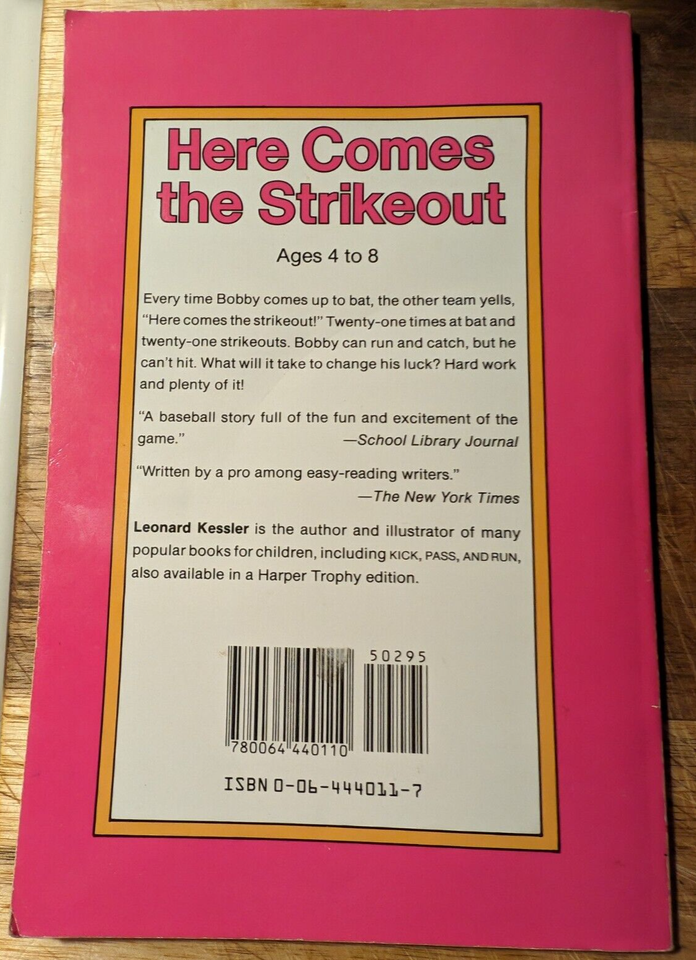 Here Comes
the Strikeout
Ages 4 to 8
Every time Bobby comes up to bat, the other team yells,
“Here comes the strikeout!” Twenty-one times at bat and
twenty-one strikeouts. Bobby can run and catch, but he
can't hit. What will it take to change his luck? Hard work
and plenty of it!
“A baseball story full of the fun and excitement of the
game.” —School Library Journal
“Written by a pro among easy-reading writers.”
—The New York Times
Leonard Kessler is the author and illustrator of many
popular books for children, including KICK, PASS, AND RUN,
also available in a Harper Trophy edition.
50295
780064 440110
ISBN 0-06-444011-7